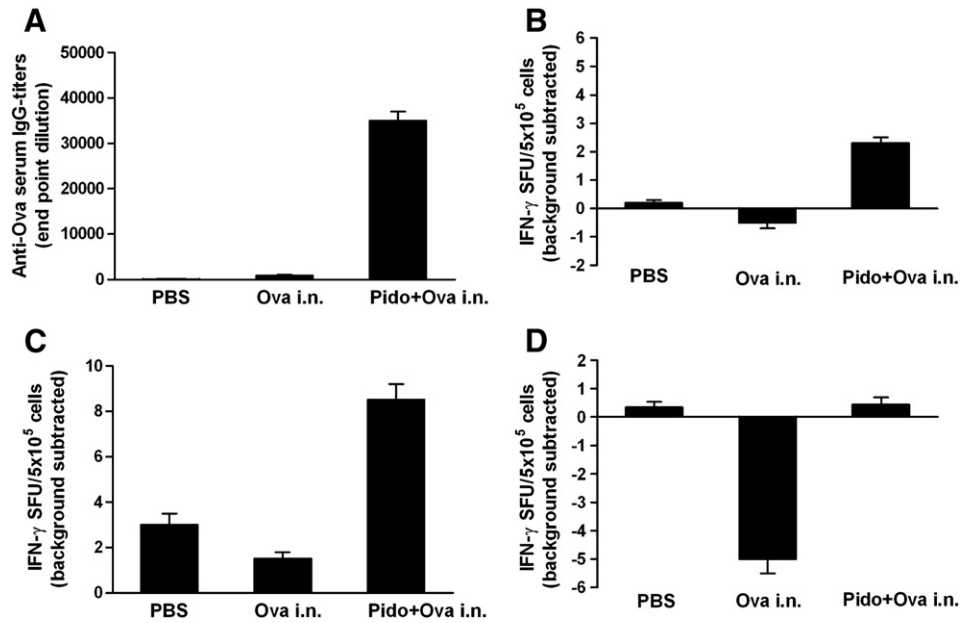 A
Anti-Ova serum IgG-titers
(end point dilution)
50000
40000
30000
20000
10000
0
PBS
Ova i.n.
Pido+Ova i.n.
B
IFN-γ SFU/5x10⁵ cells
(background subtracted)
6
5
4
3
2
1
0
-1
-2
PBS
Ova i.n.
Pido+Ova i.n.
C
IFN-γ SFU/5x10⁵ cells
(background subtracted)
10
8
6
4
2
0
PBS
Ova i.n.
Pido+Ova i.n.
D
IFN-γ SFU/5x10⁵ cells
(background subtracted)
2
1
0
-1
-2
-3
-4
-5
-6
PBS
Ova i.n.
Pido+Ova i.n.